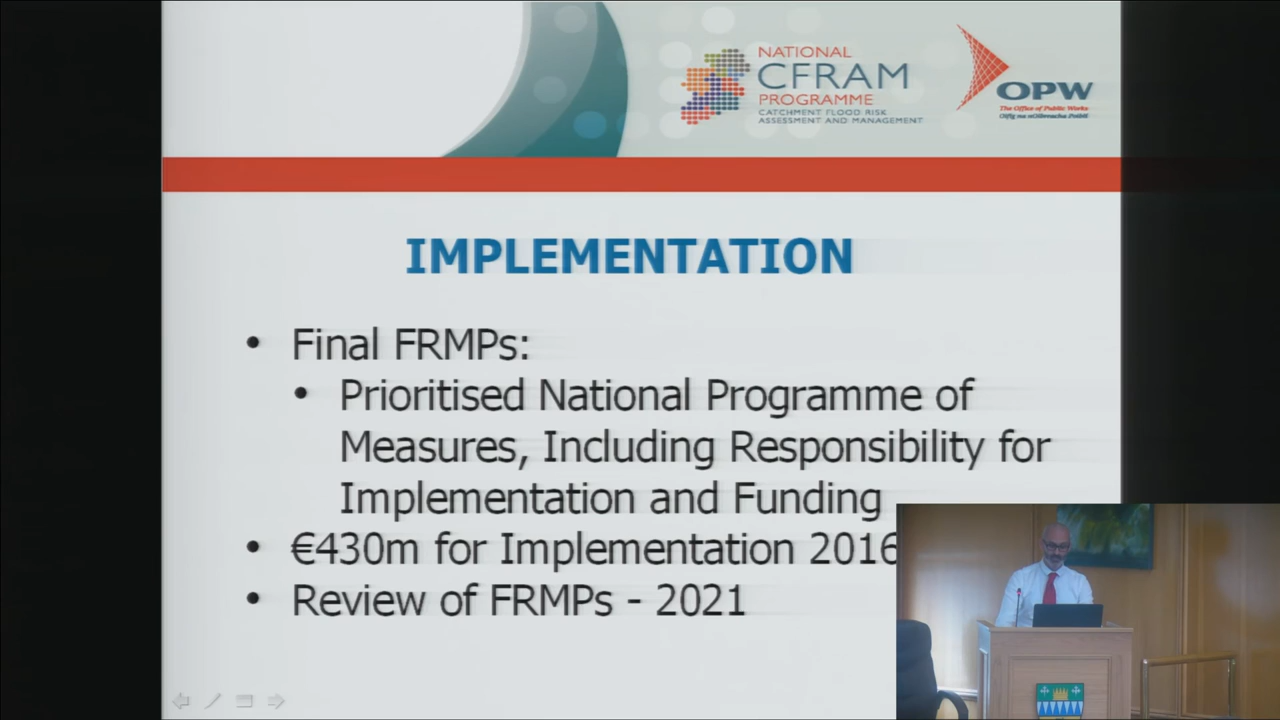 NATIONAL
CFRAM
PROGRAMME
CATCHMENT FLOOD RISK
ASSESSMENT AND MANAGEMENT
OPW
The Office of Public Works
Oifig na nOibreacha Poiblí
IMPLEMENTATION
• Final FRMPs:
• Prioritised National Programme of
Measures, Including Responsibility for
Implementation and Funding
• €430m for Implementation 2016
• Review of FRMPs - 2021